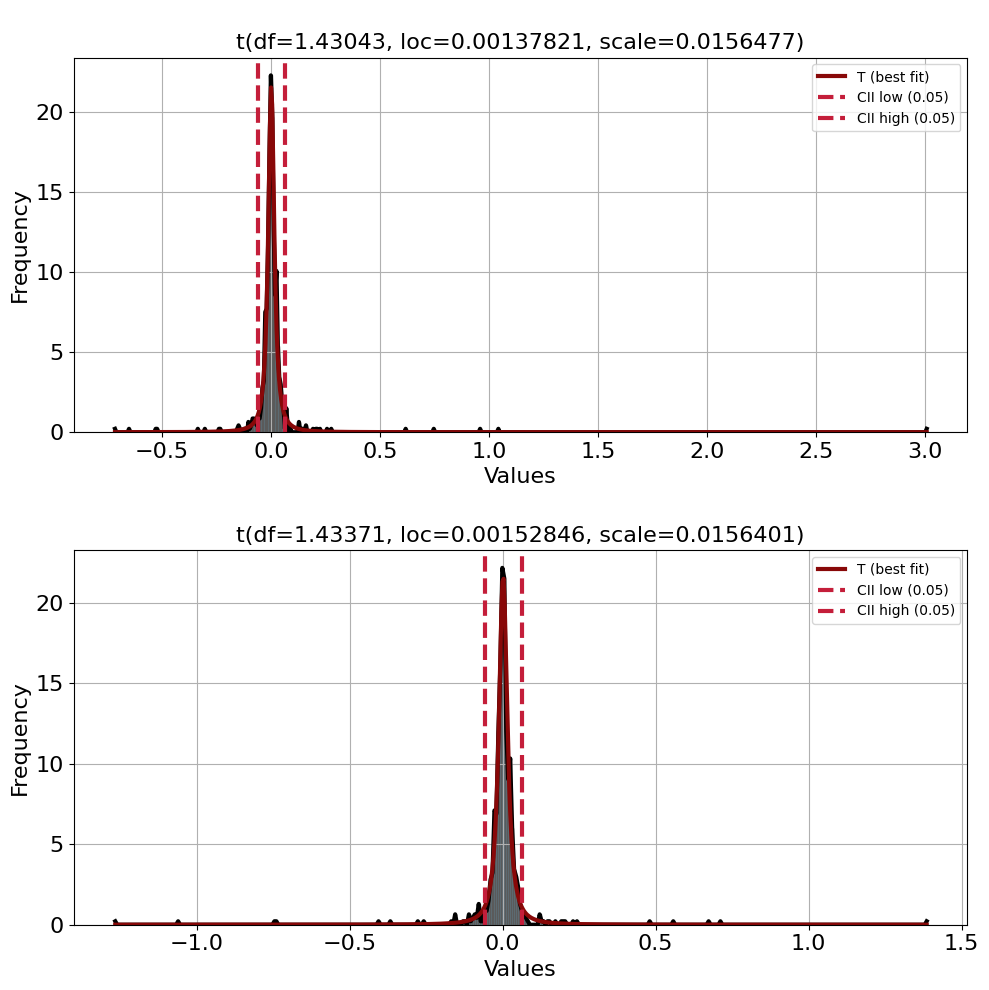 t(df=1.43043, loc=0.00137821, scale=0.0156477)
T (best fit)
CII low (0.05)
CII high (0.05)
Frequency
20
15
10
5
0
−0.5 0.0 0.5 1.0 1.5 2.0 2.5 3.0
Values
t(df=1.43371, loc=0.00152846, scale=0.0156401)
T (best fit)
CII low (0.05)
CII high (0.05)
Frequency
20
15
10
5
0
−1.0 −0.5 0.0 0.5 1.0 1.5
Values